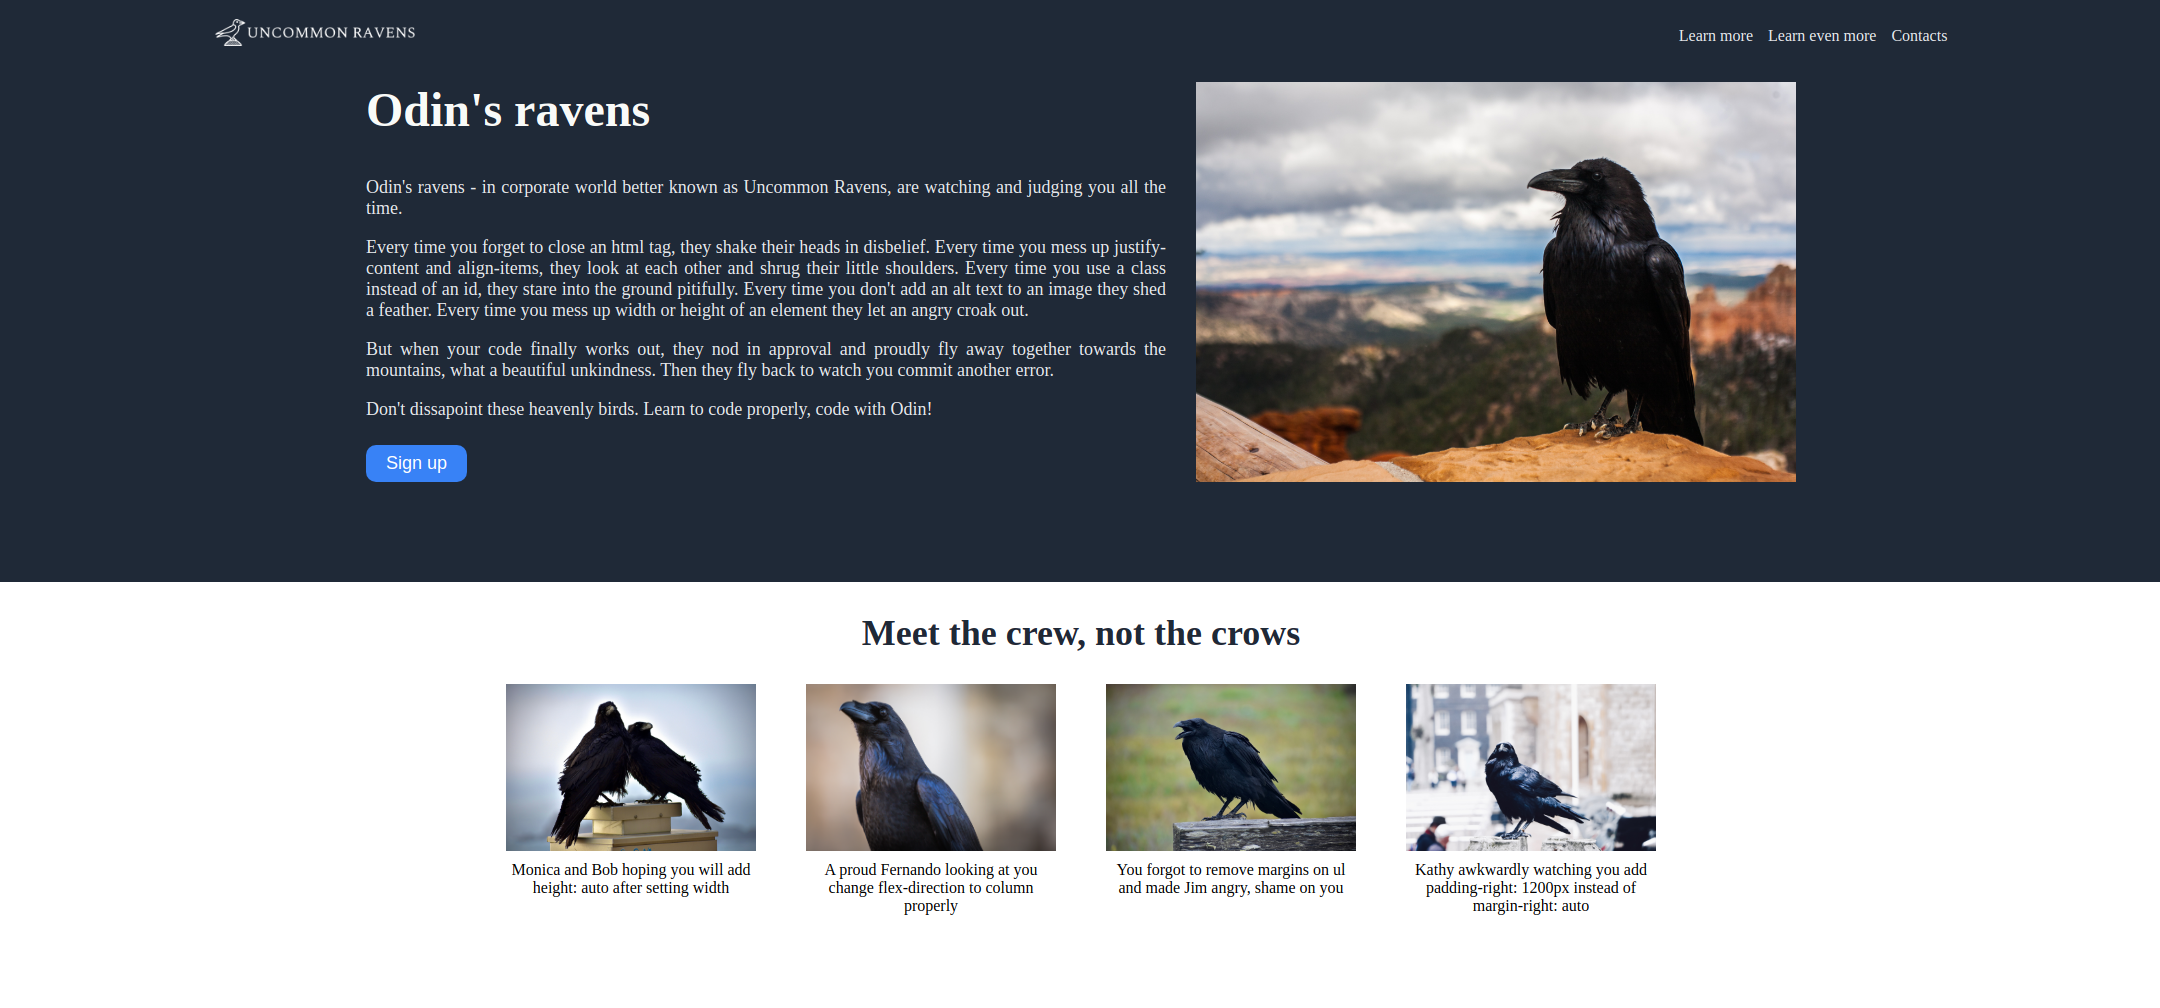 UNCOMMON RAVENS
Learn more Learn even more Contacts
Odin's ravens
Odin's ravens - in corporate world better known as Uncommon Ravens, are watching and judging you all the
time.
Every time you forget to close an html tag, they shake their heads in disbelief. Every time you mess up justify-
content and align-items, they look at each other and shrug their little shoulders. Every time you use a class
instead of an id, they stare into the ground pitifully. Every time you don't add an alt text to an image they shed
a feather. Every time you mess up width or height of an element they let an angry croak out.
But when your code finally works out, they nod in approval and proudly fly away together towards the
mountains, what a beautiful unkindness. Then they fly back to watch you commit another error.
Don't dissapoint these heavenly birds. Learn to code properly, code with Odin!
Sign up
Meet the crew, not the crows
Monica and Bob hoping you will add
height: auto after setting width
A proud Fernando looking at you
change flex-direction to column
properly
You forgot to remove margins on ul
and made Jim angry, shame on you
Kathy awkwardly watching you add
padding-right: 1200px instead of
margin-right: auto